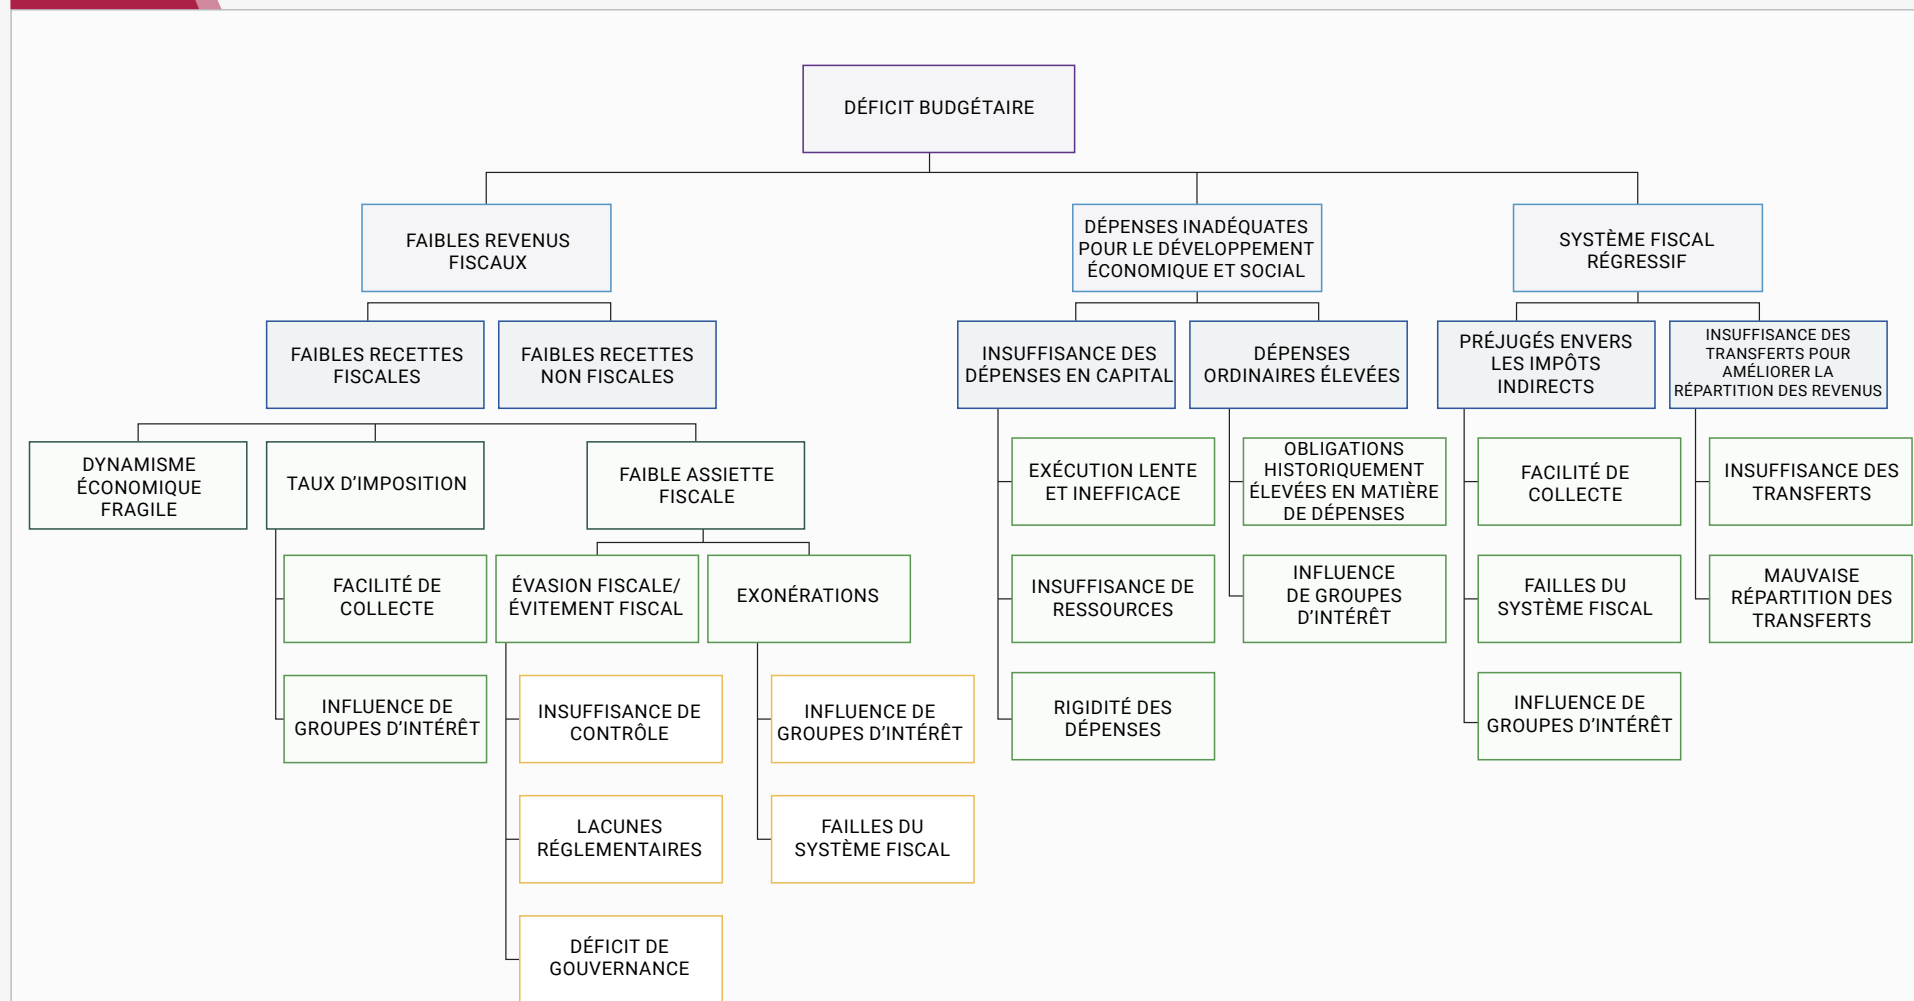 DÉFICIT BUDGÉTAIRE
FAIBLES REVENUS
FISCAUX
DÉPENSES INADÉQUATES
POUR LE DÉVELOPPEMENT
ÉCONOMIQUE ET SOCIAL
SYSTÈME FISCAL
RÉGRESSIF
FAIBLES RECETTES
FISCALES
FAIBLES RECETTES
NON FISCALES
INSUFFISANCE DES
DÉPENSES EN CAPITAL
DÉPENSES
ORDINAIRES ÉLEVÉES
PRÉJUGÉS ENVERS
LES IMPÔTS
INDIRECTS
INSUFFISANCE DES
TRANSFERTS POUR
AMÉLIORER LA
RÉPARTITION DES REVENUS
DYNAMISME
ÉCONOMIQUE
FRAGILE
TAUX D'IMPOSITION
FAIBLE ASSIETTE
FISCALE
EXÉCUTION LENTE
ET INEFFICACE
OBLIGATIONS
HISTORIQUEMENT
ÉLEVÉES EN MATIÈRE
DE DÉPENSES
FACILITÉ DE
COLLECTE
INSUFFISANCE DES
TRANSFERTS
FACILITÉ DE
COLLECTE
ÉVASION FISCALE/
ÉVITEMENT FISCAL
EXONÉRATIONS
INSUFFISANCE DE
RESSOURCES
INFLUENCE
DE GROUPES
D'INTÉRÊT
FAILLES DU
SYSTÈME FISCAL
MAUVAISE
RÉPARTITION DES
TRANSFERTS
INFLUENCE DE
GROUPES D'INTÉRÊT
INSUFFISANCE DE
CONTRÔLE
INFLUENCE DE
GROUPES D'INTÉRÊT
RIGIDITÉ DES
DÉPENSES
INFLUENCE DE
GROUPES D'INTÉRÊT
LACUNES
RÉGLEMENTAIRES
FAILLES DU
SYSTÈME FISCAL
DÉFICIT DE
GOUVERNANCE